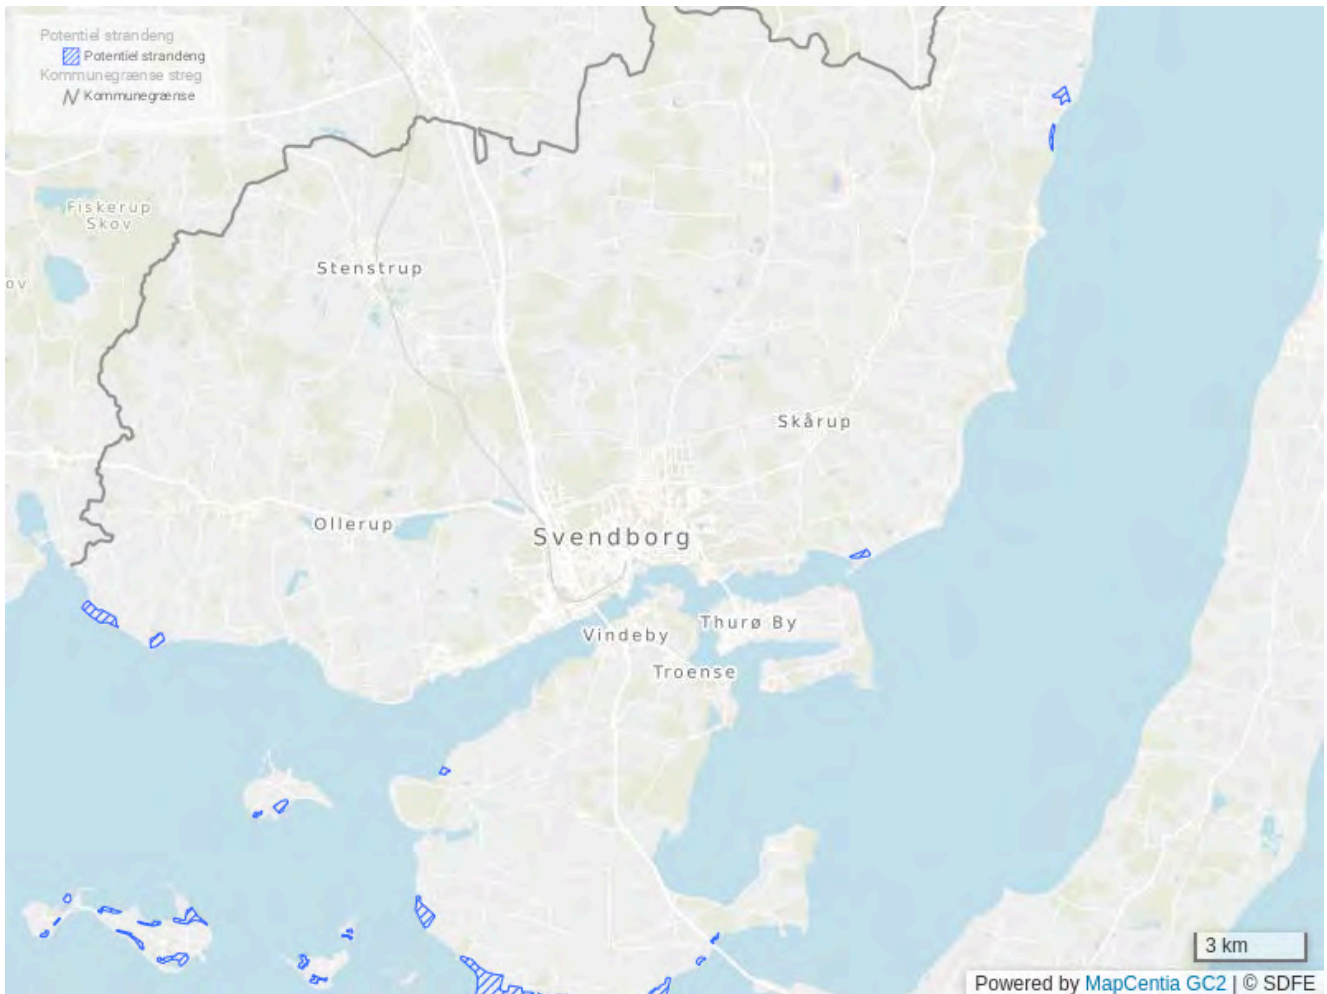 Potentiel strandeng
Potentiel strandeng
Kommunegrænse streg
Kommunegrænse
Fiskerup
Skov
ov
Stenstrup
Skårup
Ollerup
Svendborg
Thurø By
Vindeby
Troense
3 km
Powered by MapCentia GC2 | © SDFE